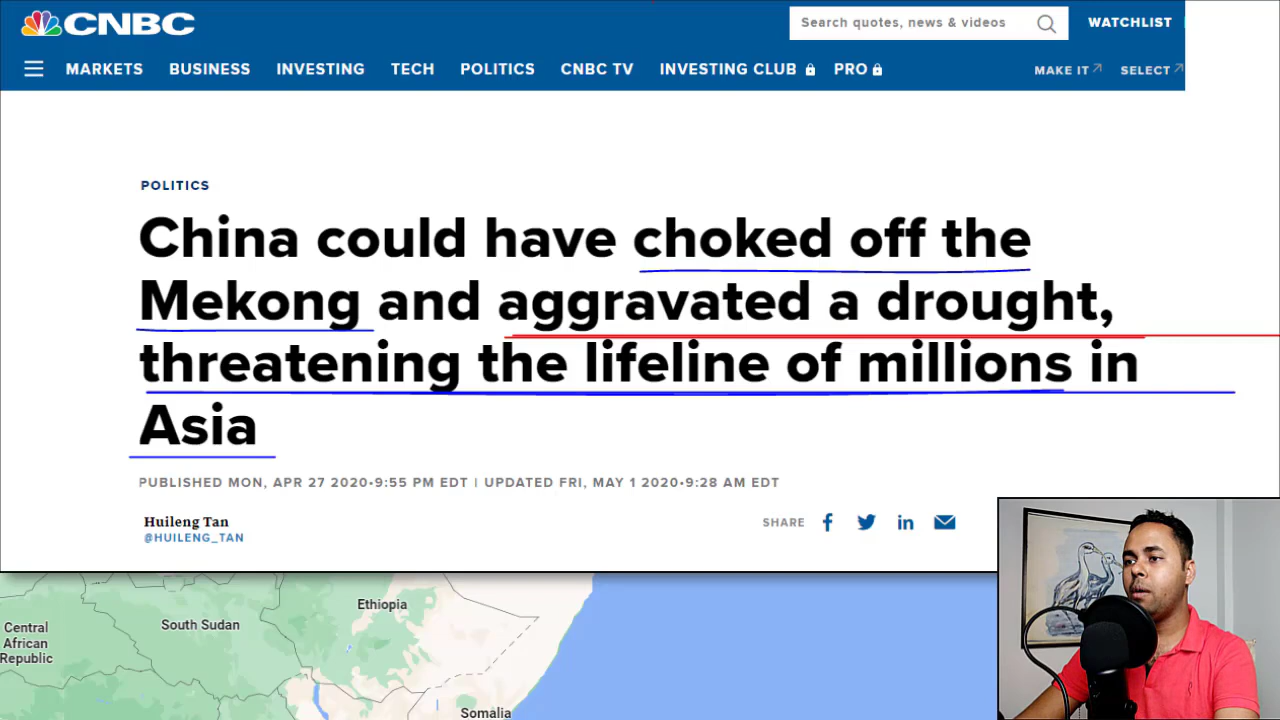 CNBC
Search quotes, news & videos
WATCHLIST
MARKETS BUSINESS INVESTING TECH POLITICS CNBC TV INVESTING CLUB PRO
MAKE IT SELECT
POLITICS
China could have choked off the
Mekong and aggravated a drought,
threatening the lifeline of millions in
Asia
PUBLISHED MON, APR 27 2020•9:55 PM EDT | UPDATED FRI, MAY 1 2020•9:28 AM EDT
Huileng Tan
@HUILENG_TAN
SHARE
Ethiopia
South Sudan
Central
African
Republic
Somalia